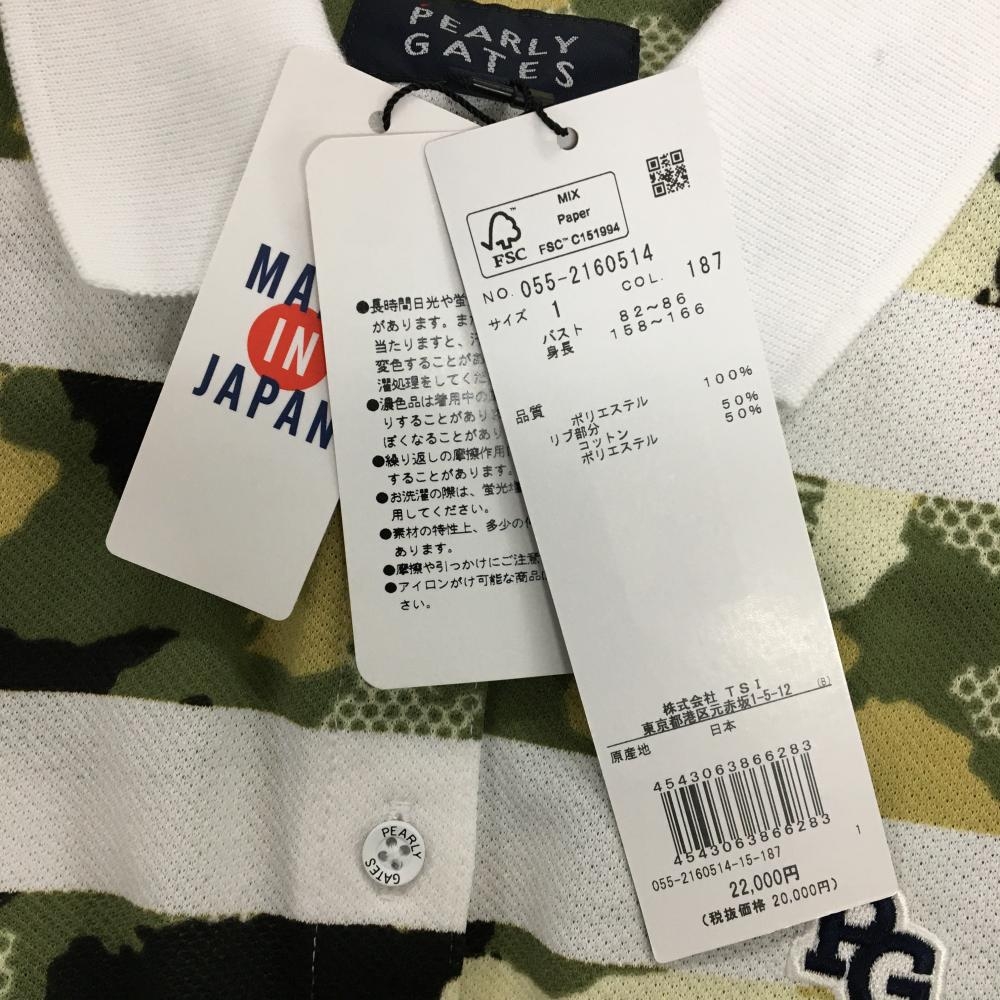 PEARLY
GATES
MA
IN
JAPAN
●長時間日光や蛍
があります。また
当たりますと、
変色することがあ
濯処理をしてくだ
●濃色品は着用中の
りすることがあり
ぽくなることがあり
●繰り返しの摩擦作用
することがあります。
●お洗濯の際は、蛍光増
用してください。
●素材の特性上、多少の
あります。
●摩擦や引っかけにご注意
●アイロンがけ可能な商品
さい。
FSC
MIX
Paper
FSC™ C151994
NO. 055-2160514
COL. 187
サイズ 1
バスト 82～86
身長 158～166
品質
ポリエステル 100%
リブ部分
コットン 50%
ポリエステル 50%
株式会社 TSI
東京都港区元赤坂1-5-12 (B)
原産地 日本
4543063866283
4543063866283
055-2160514-15-187 1
22,000円
(税抜価格 20,000円)
PEARLY
GATES
PG